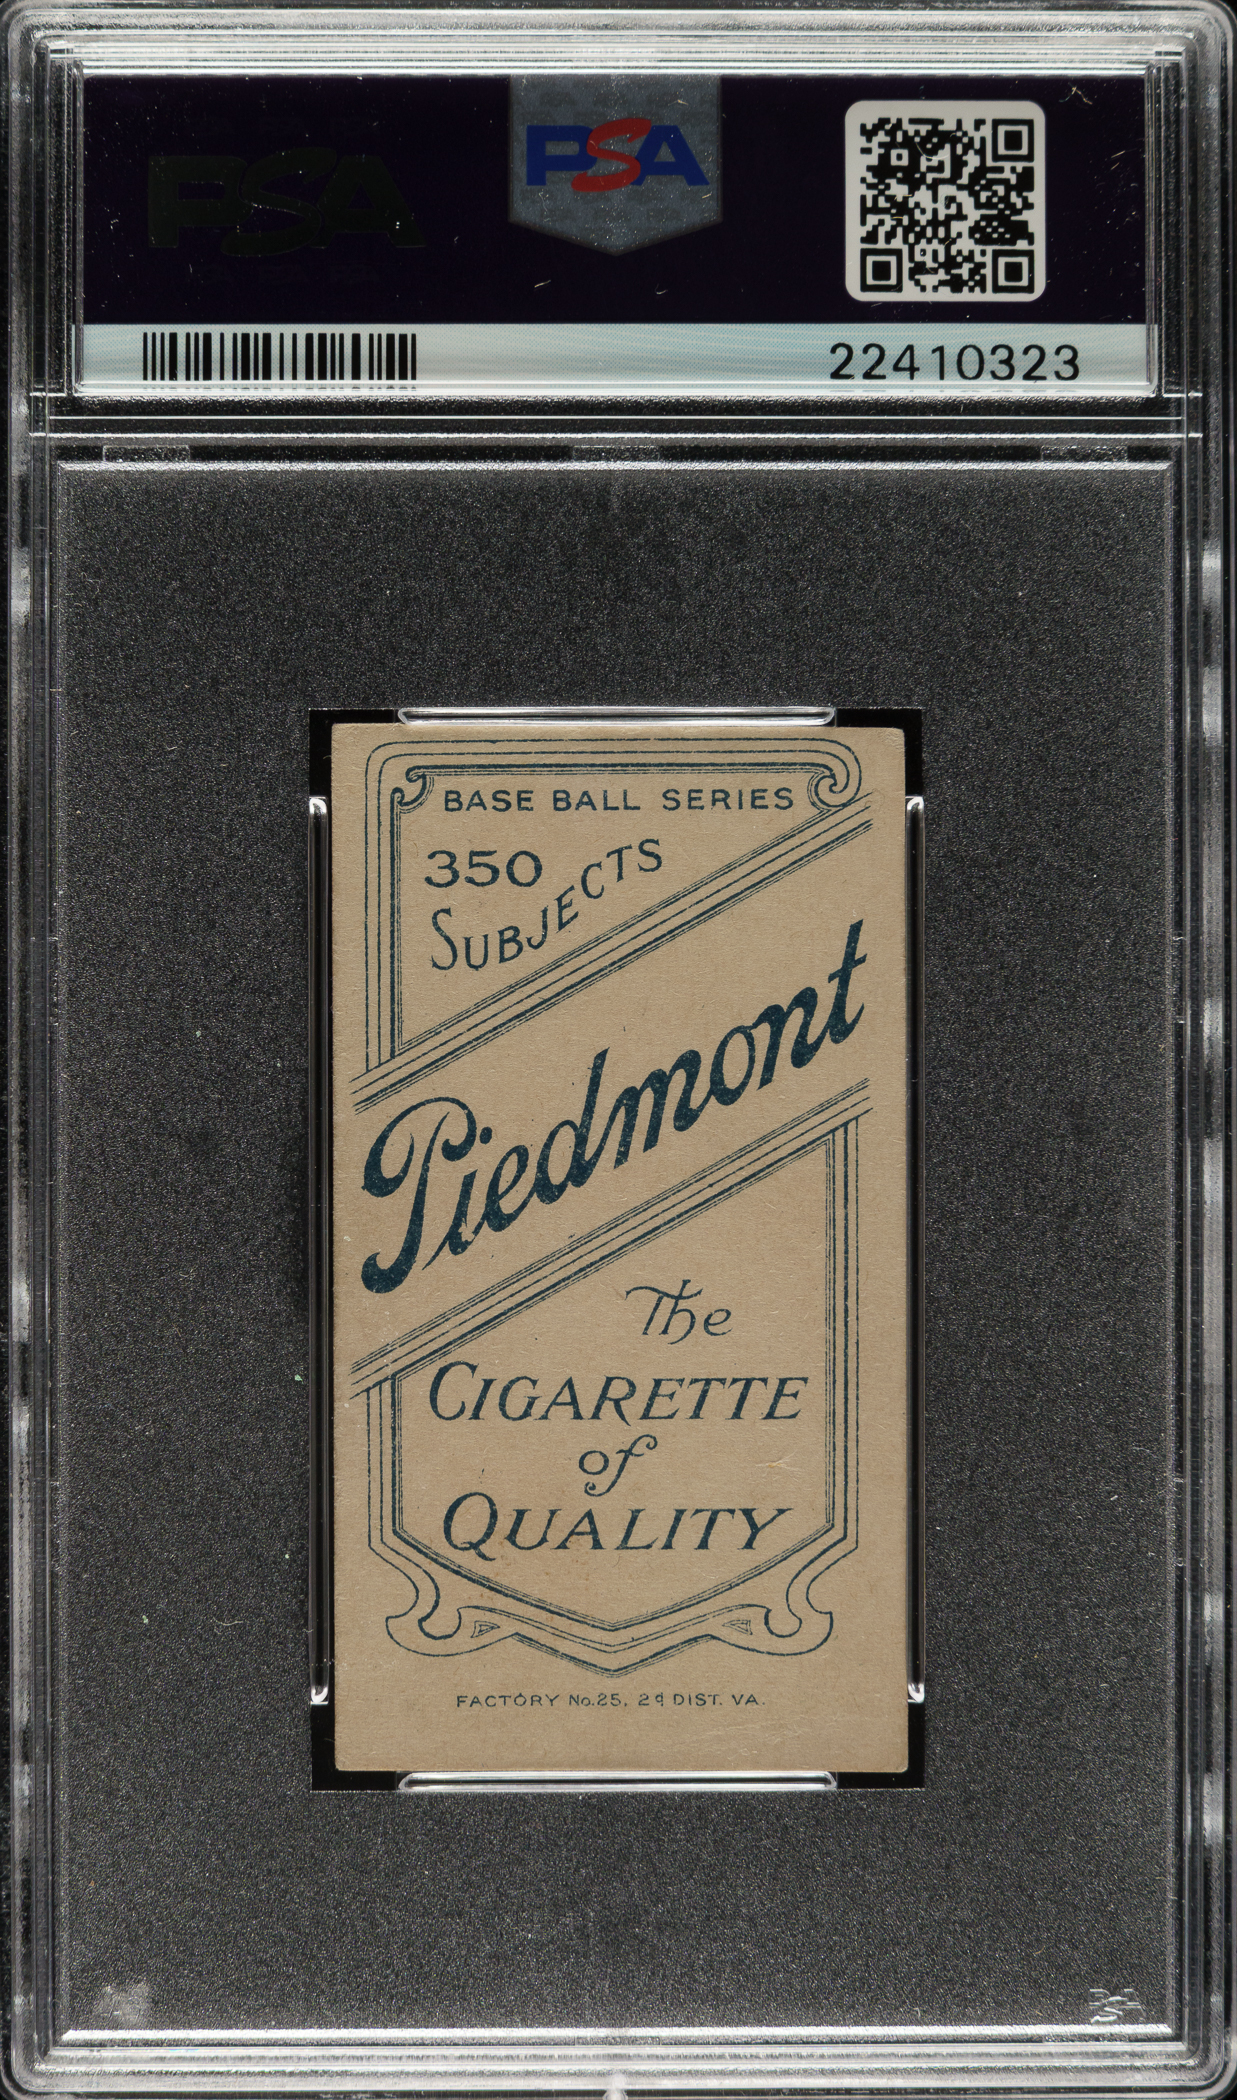 PSA
PSA
22410323
BASE BALL SERIES
350
SUBJECTS
Piedmont
The
CIGARETTE
of
QUALITY
FACTORY No.25, 2d DIST. VA.
PSA